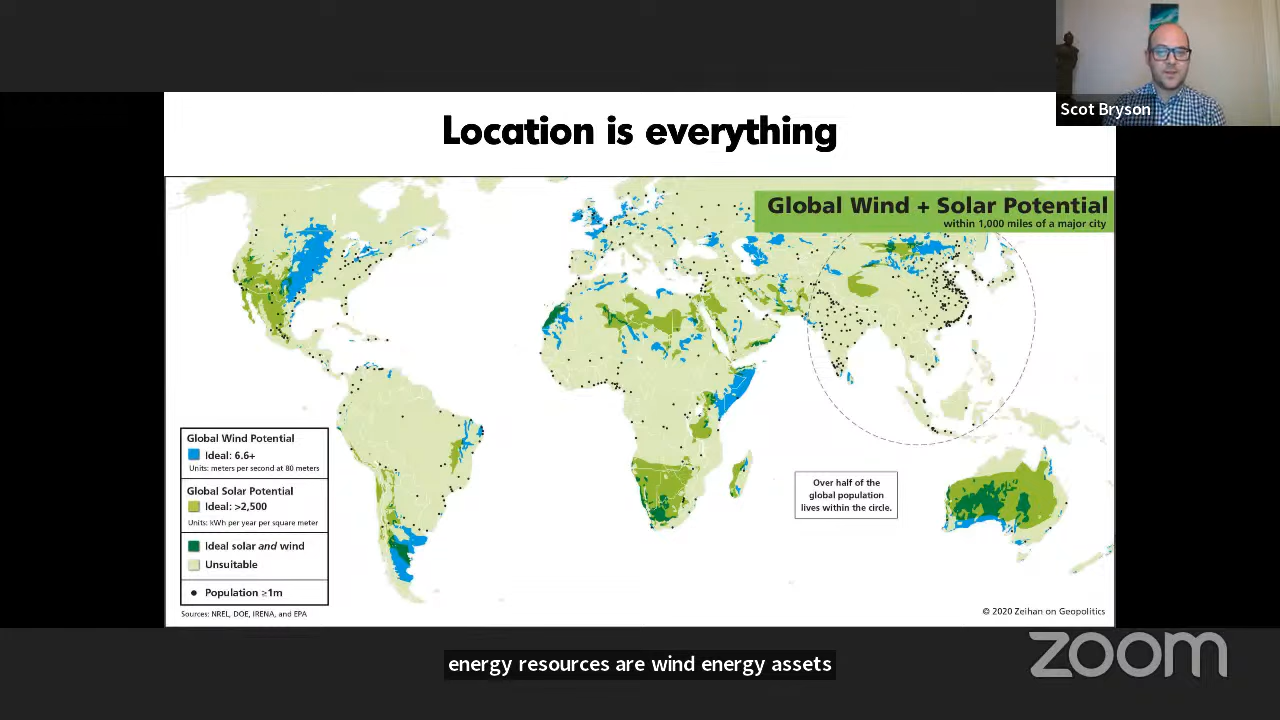 Scot Bryson
Location is everything
Global Wind + Solar Potential
within 1,000 miles of a major city
Global Wind Potential
Ideal: 6.6+
Units: meters per second at 80 meters
Global Solar Potential
Ideal: >2,500
Units: kWh per year per square meter
Ideal solar and wind
Unsuitable
Population ≥1m
Sources: NREL, DOE, IRENA, and EPA
Over half of the
global population
lives within the circle.
© 2020 Zeihan on Geopolitics
energy resources are wind energy assets
zoom